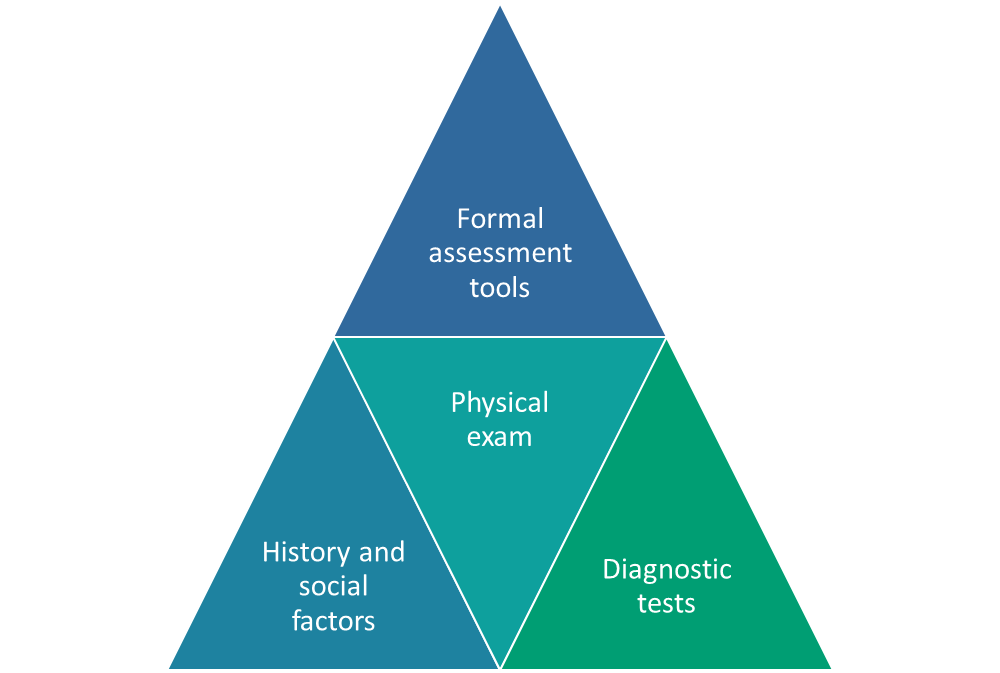 Formal
assessment
tools
Physical
exam
History and
social
factors
Diagnostic
tests